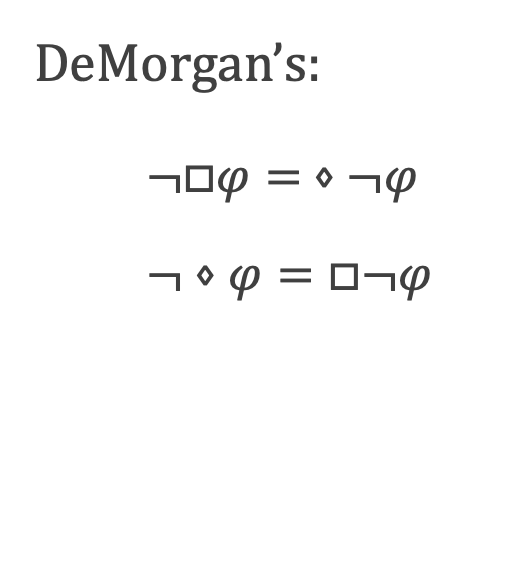 DeMorgan’s:
¬□φ = ⋄ ¬φ
¬ ⋄ φ = □¬φ